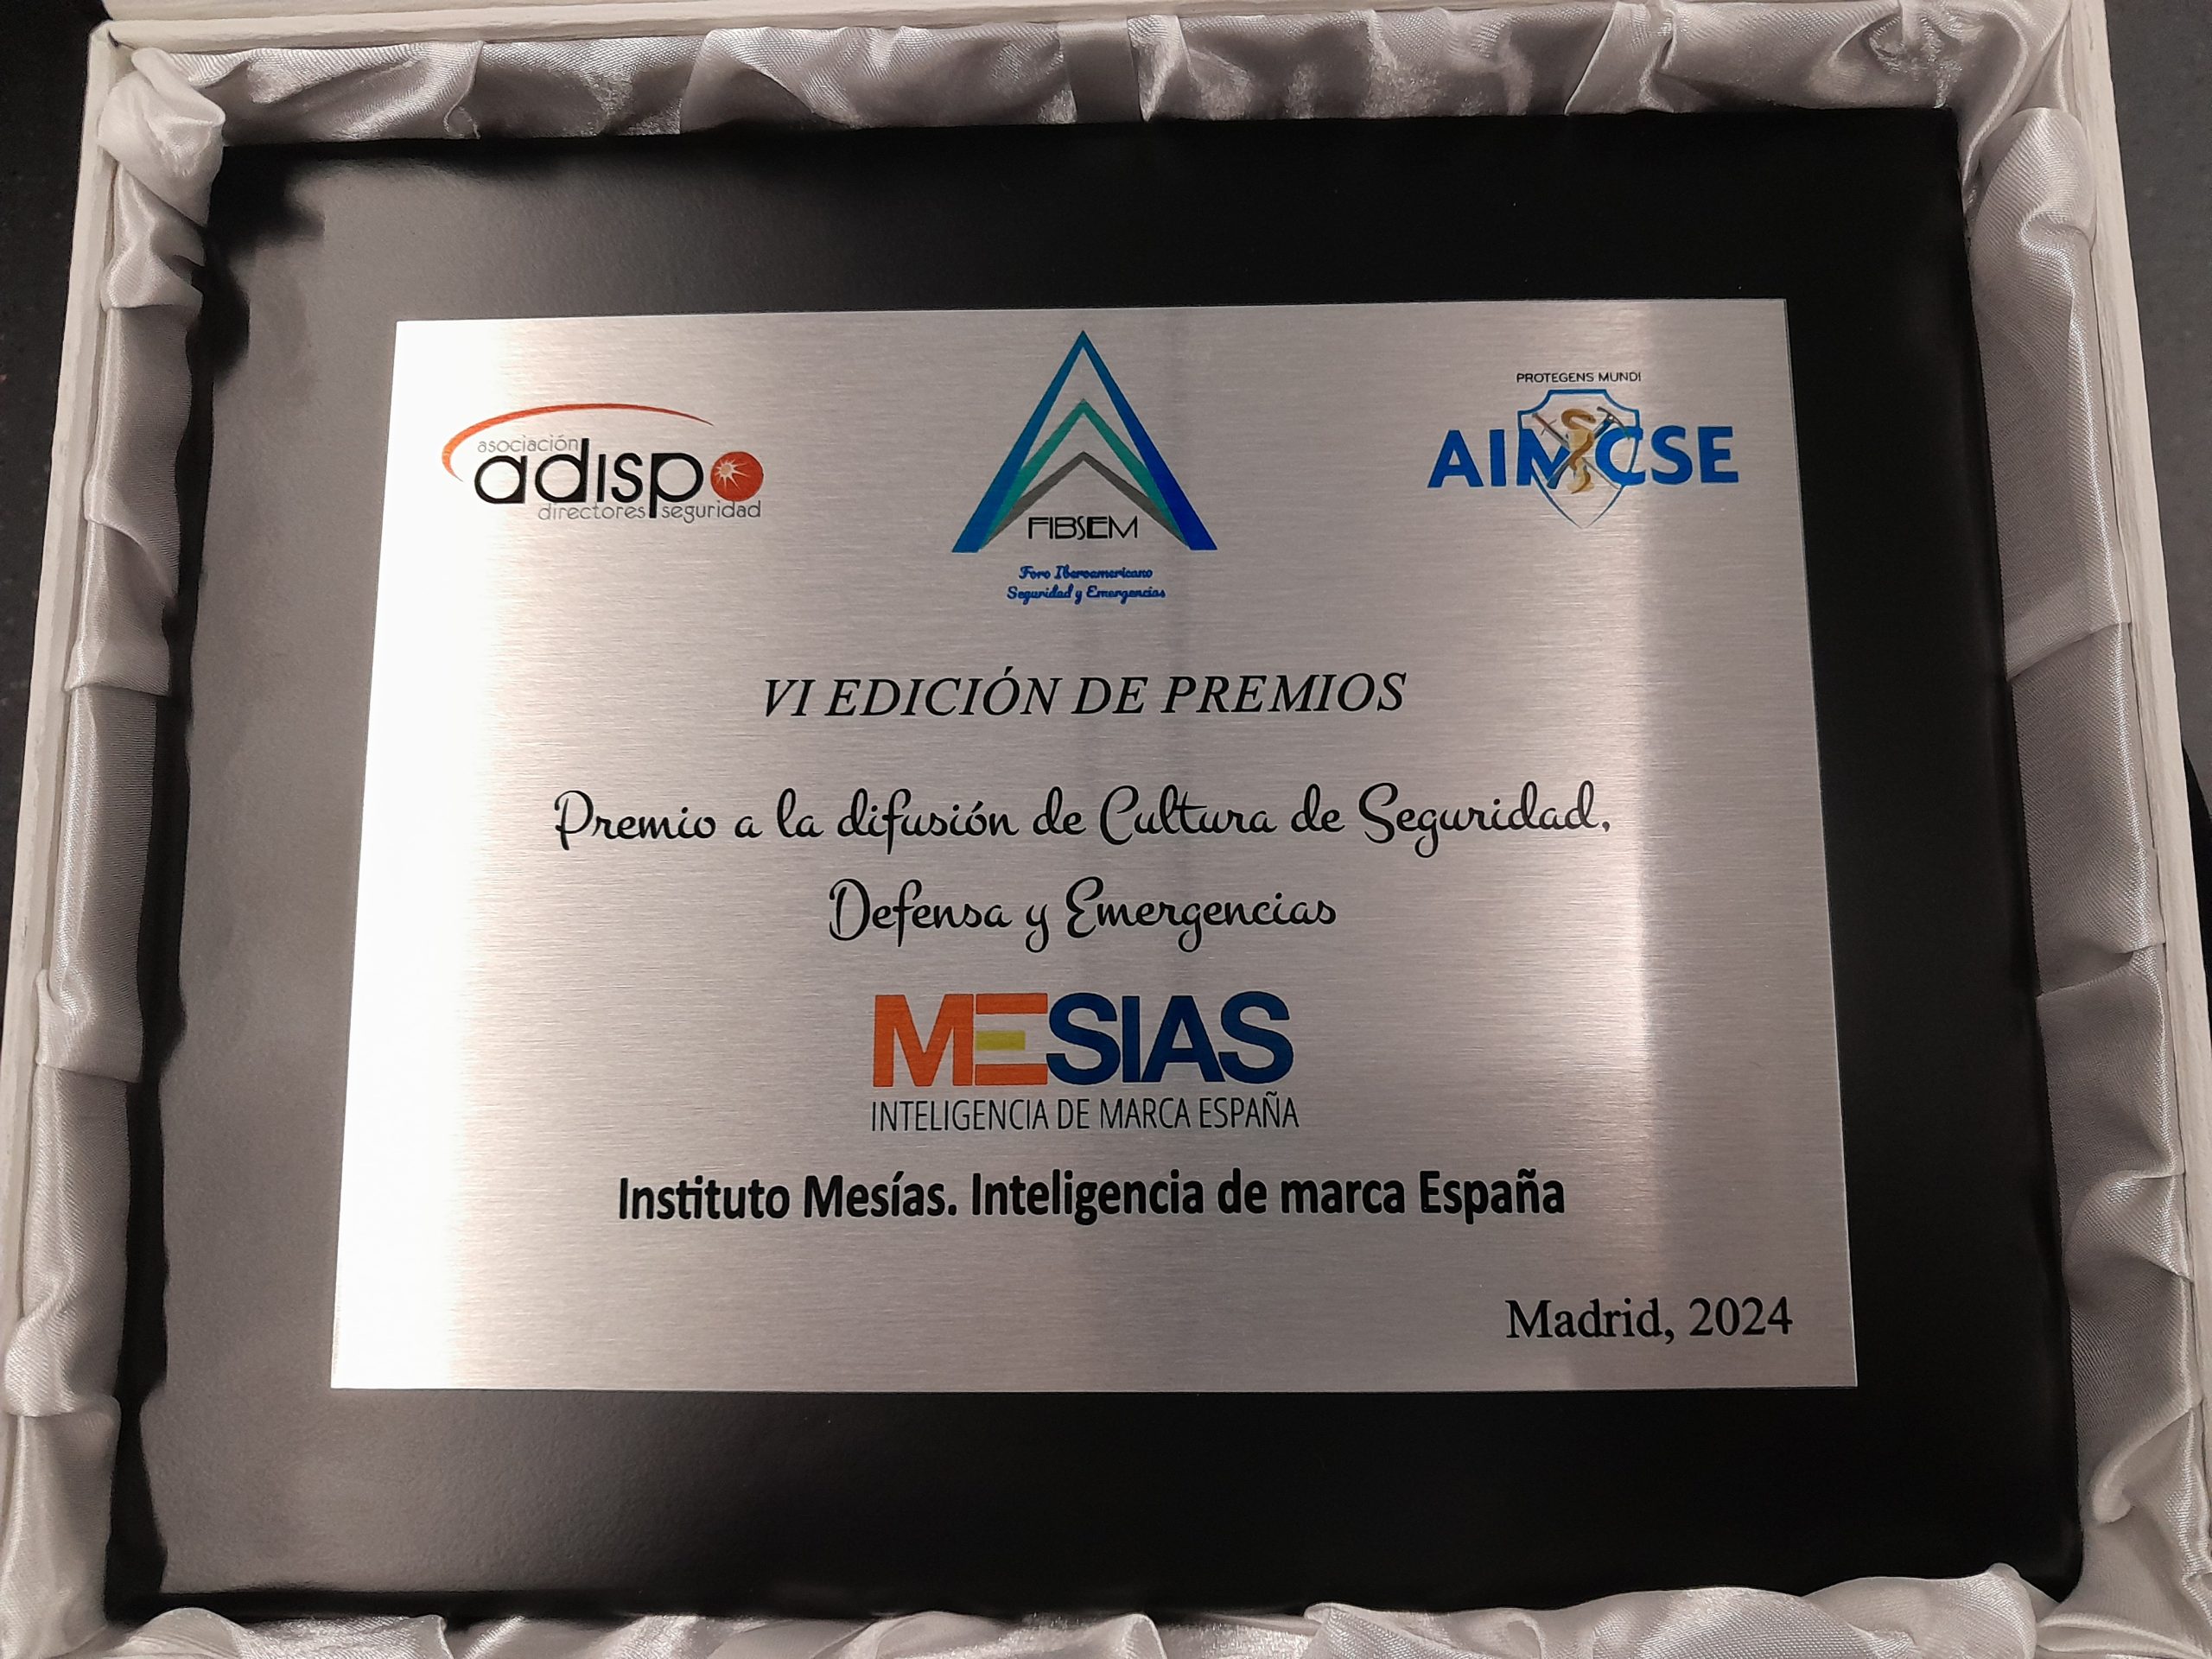 asociación
adispo
directores seguridad
FIBSEM
Foro Iberoamericano
Seguridad y Emergencias
PROTEGENS MUNDI
AIMCSE
VI EDICIÓN DE PREMIOS
Premio a la difusión de Cultura de Seguridad,
Defensa y Emergencias
MESIAS
INTELIGENCIA DE MARCA ESPAÑA
Instituto Mesías. Inteligencia de marca España
Madrid, 2024